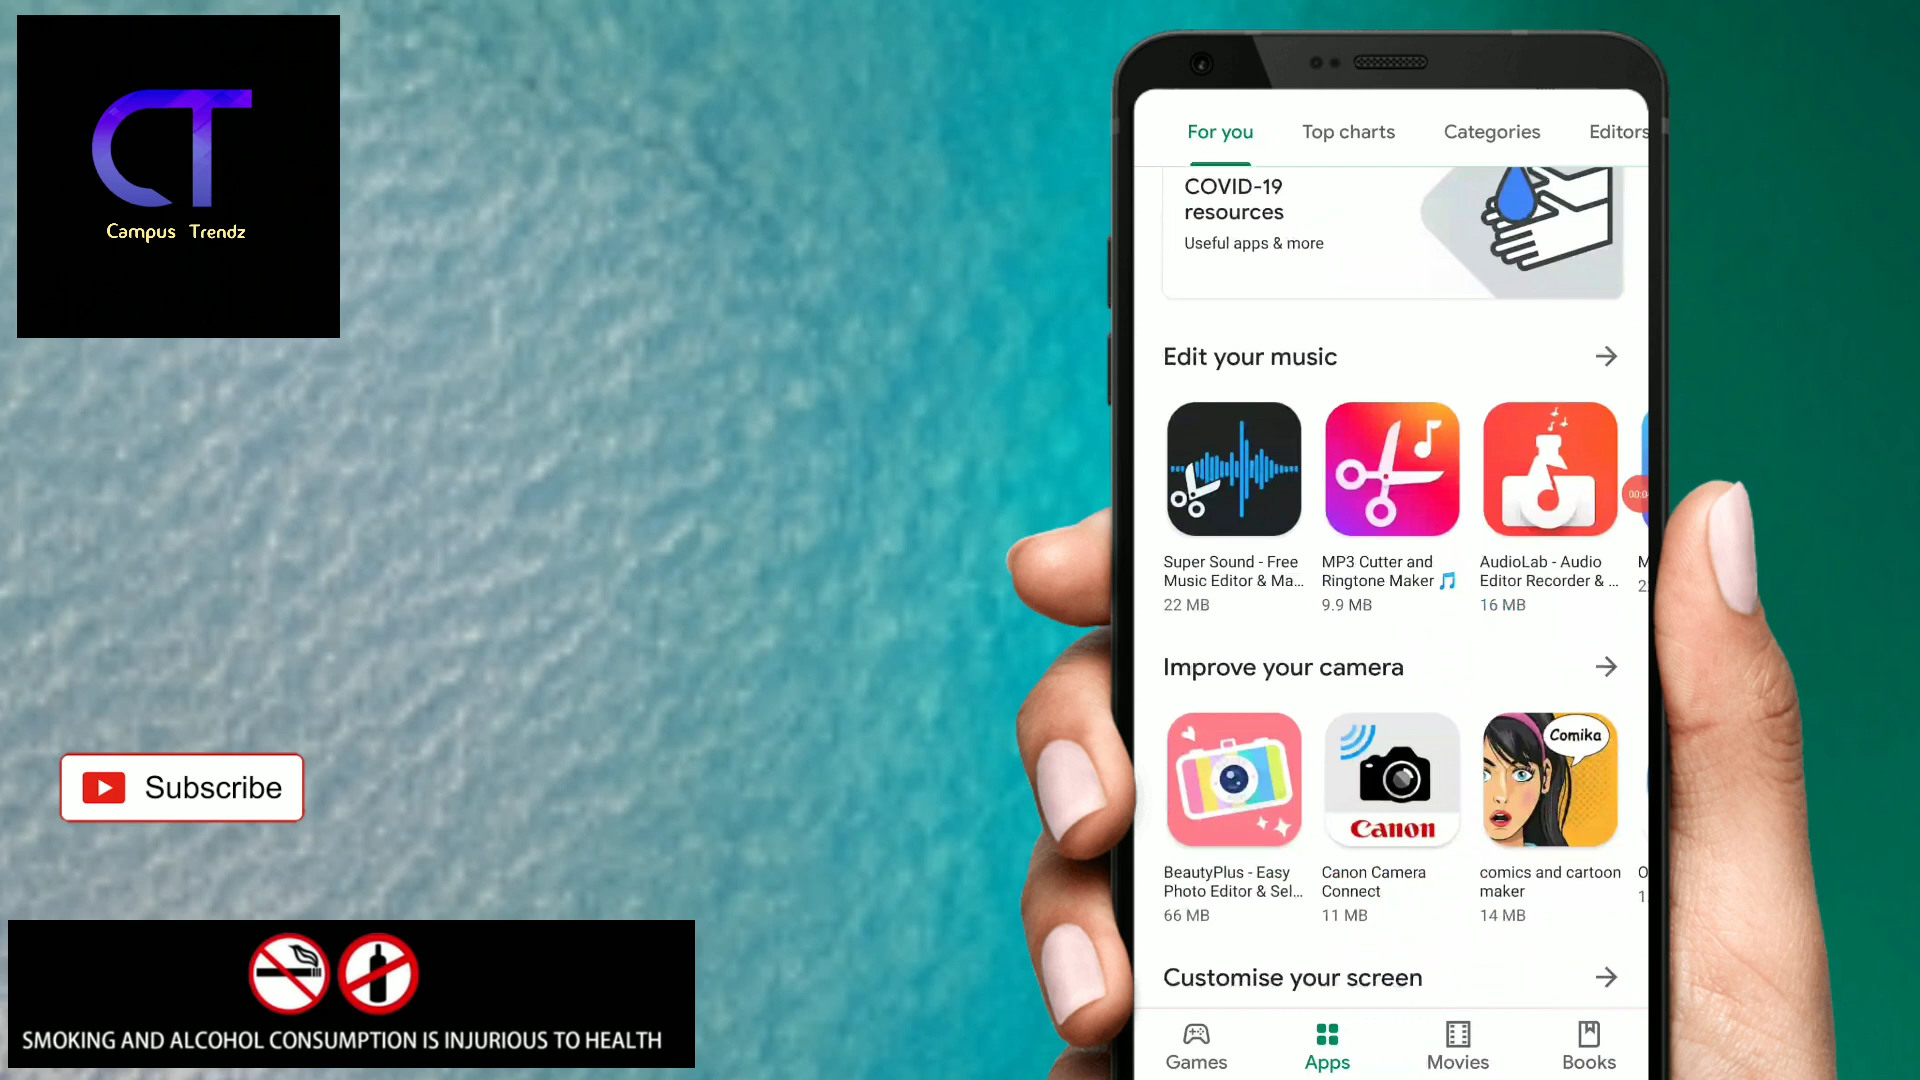 CT
Campus Trendz
Subscribe
SMOKING AND ALCOHOL CONSUMPTION IS INJURIOUS TO HEALTH
For you Top charts Categories Editors
COVID-19
resources
Useful apps & more
Edit your music
Super Sound - Free
Music Editor & Ma...
22 MB
MP3 Cutter and
Ringtone Maker 🎵
9.9 MB
AudioLab - Audio
Editor Recorder & ...
16 MB
Improve your camera
Comika
Canon
BeautyPlus - Easy
Photo Editor & Sel...
66 MB
Canon Camera
Connect
11 MB
comics and cartoon
maker
14 MB
Customise your screen
Games Apps Movies Books